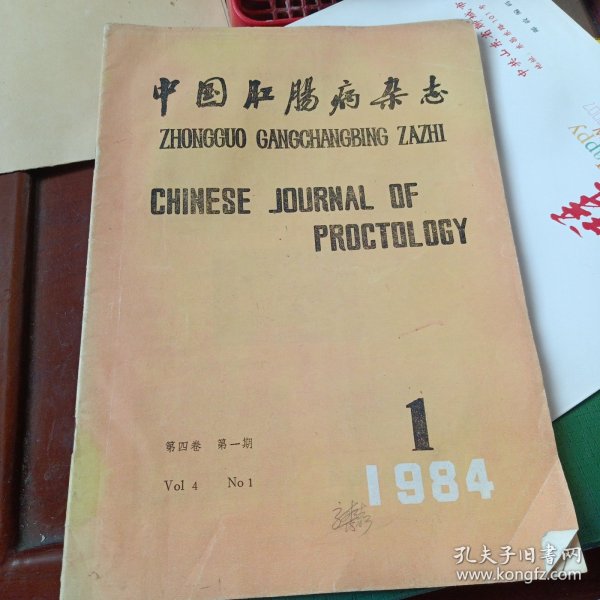 中国肛肠病杂志
ZHONGGUO GANGCHANGBING ZAZHI
CHINESE JOURNAL OF
PROCTOLOGY
1
第四卷 第一期
Vol 4 No 1
1984
孔夫子旧书网
www.kongfz.com